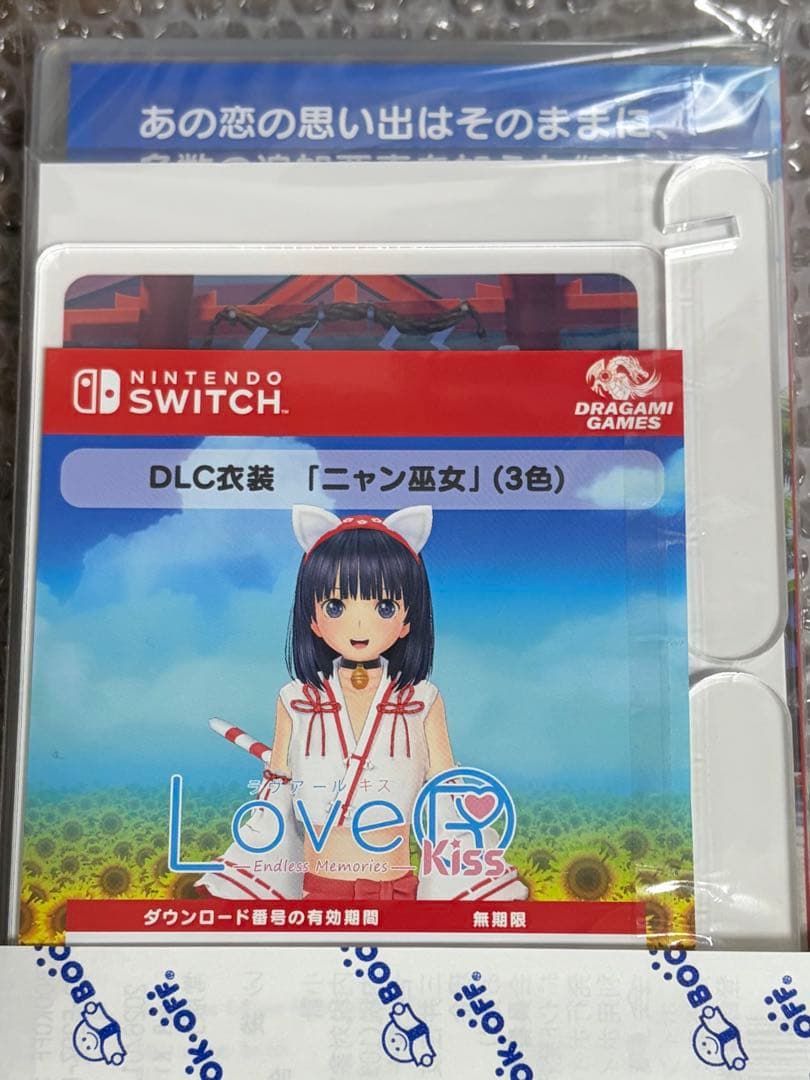 あの恋の思い出はそのままに、
NINTENDO
SWITCH™
DRAGAMI
GAMES
DLC衣装 「ニャン巫女」(3色)
ラヴアール キス
LoveR
Kiss
Endless Memories
ダウンロード番号の有効期間 無期限
BOOK・OFF®
BOOK・OFF®
BOOK・OFF®